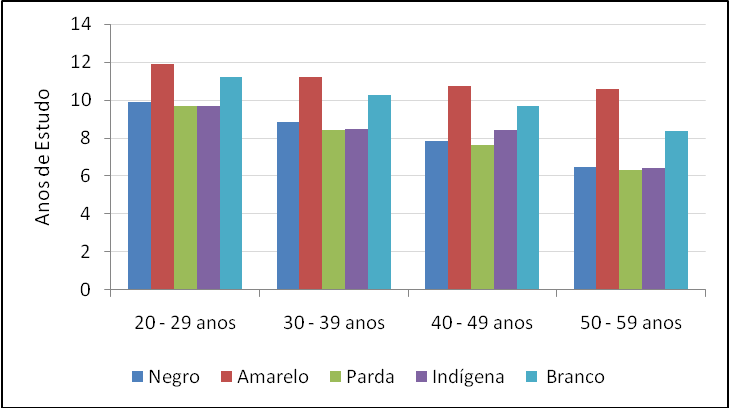 14
12
10
8
6
4
2
0
Anos de Estudo
20 - 29 anos 30 - 39 anos 40 - 49 anos 50 - 59 anos
Negro Amarelo Parda Indígena Branco